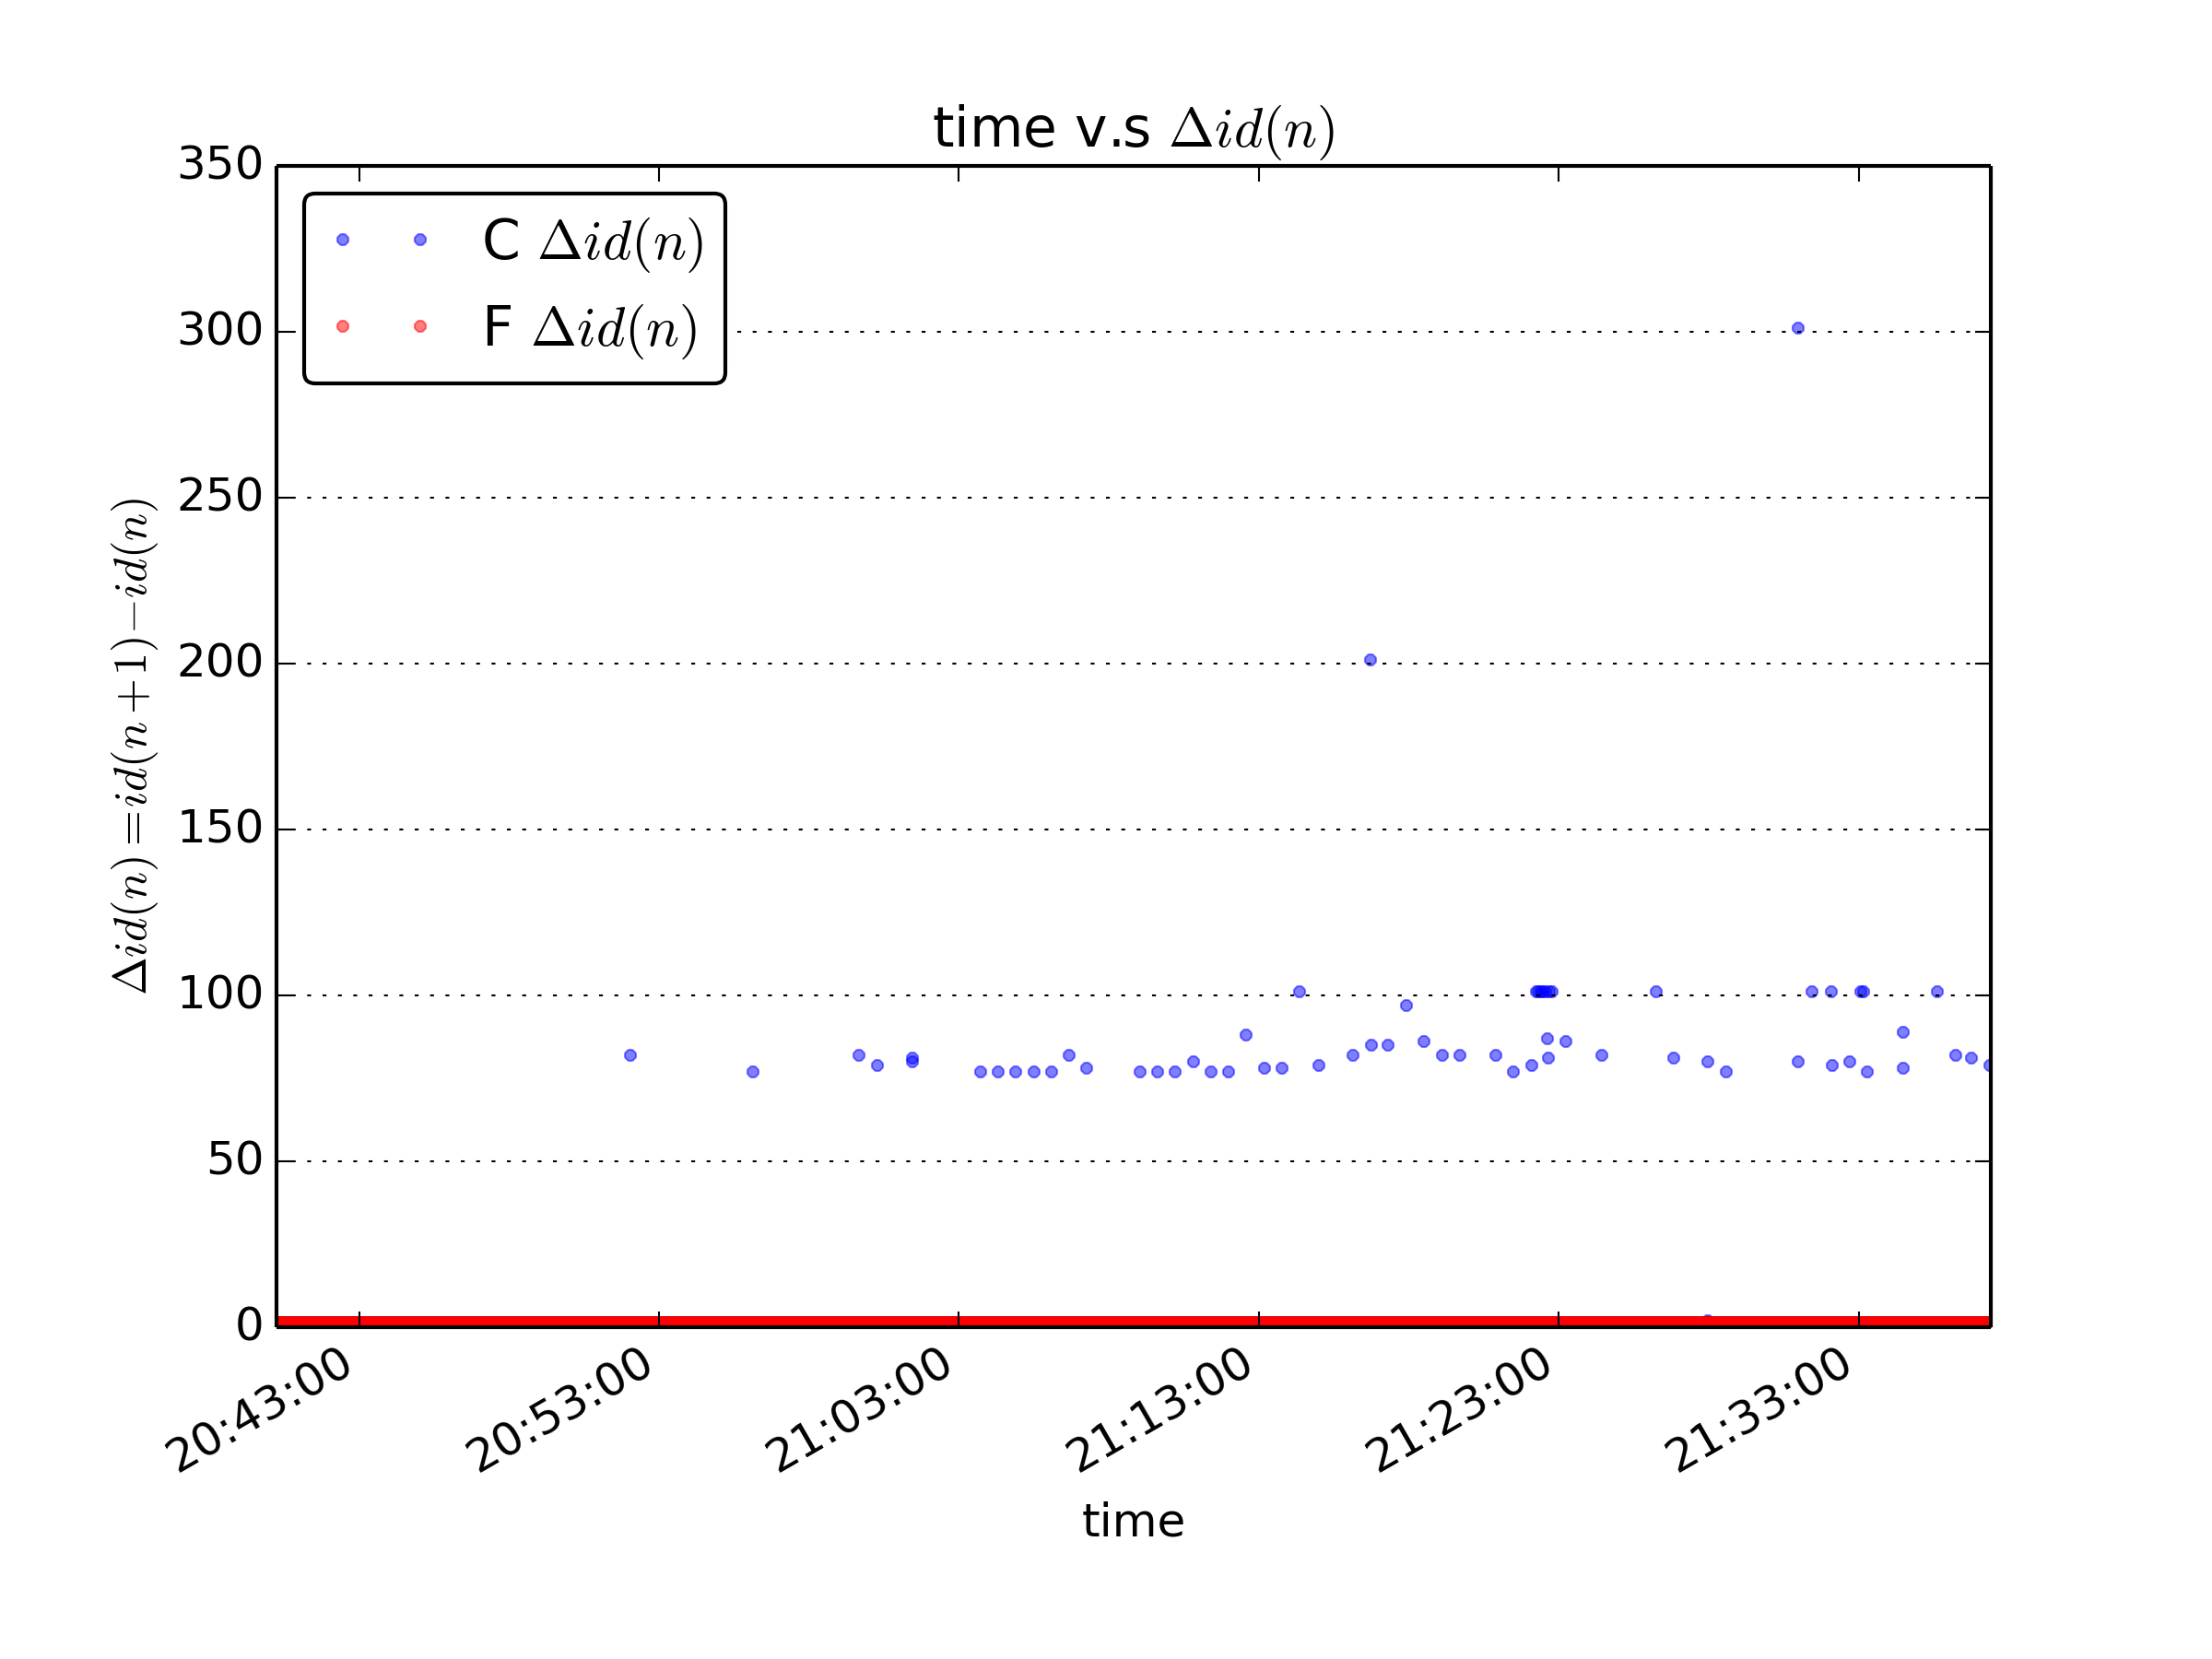 time v.s Δid(n)
350
300
250
200
150
100
50
0
C Δid(n)
F Δid(n)
Δid(n)=id(n+1)−id(n)
20:43:00
20:53:00
21:03:00
21:13:00
21:23:00
21:33:00
time